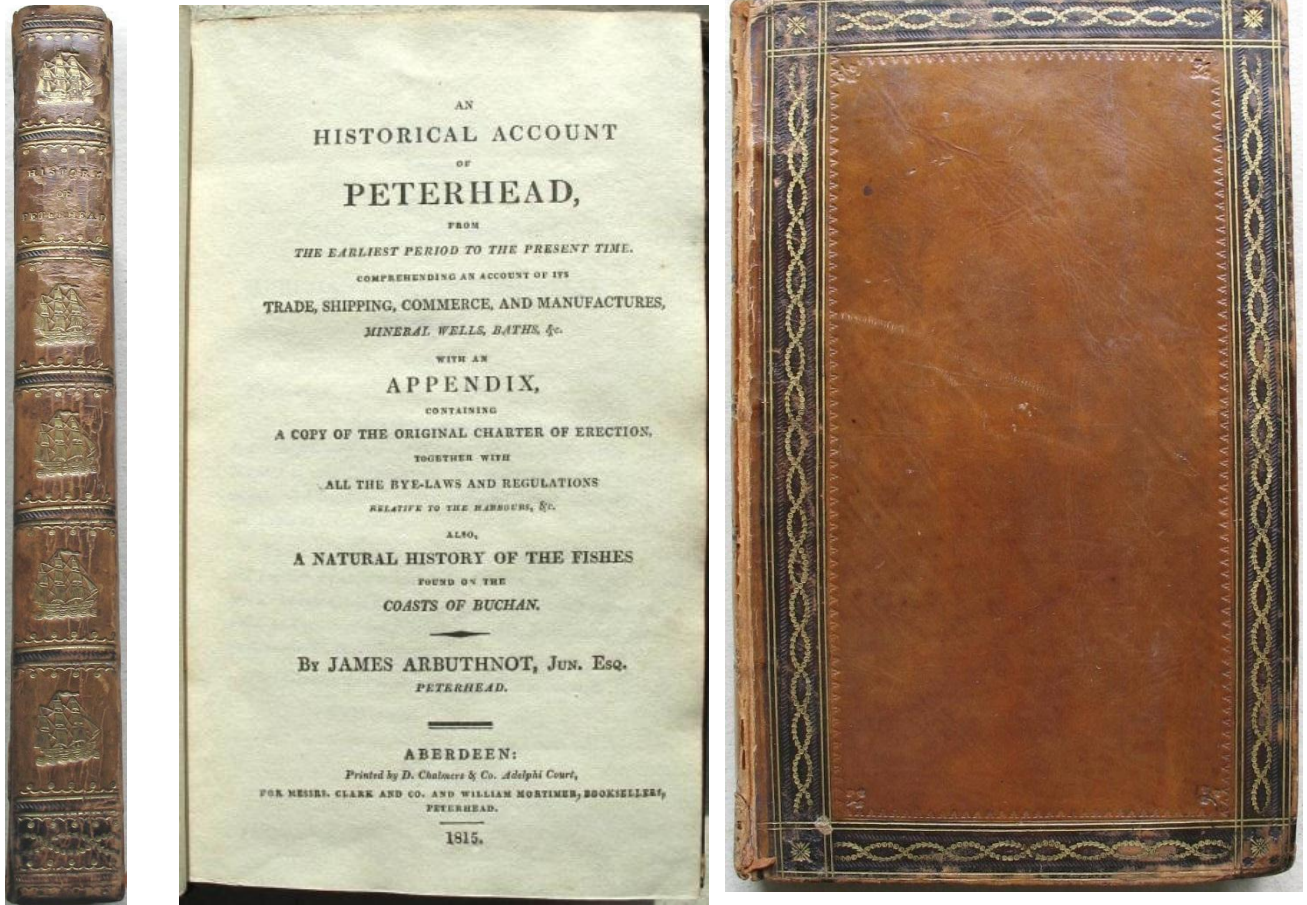 HISTORY
OF
PETERHEAD
AN
HISTORICAL ACCOUNT
OF
PETERHEAD,
FROM
THE EARLIEST PERIOD TO THE PRESENT TIME.
COMPREHENDING AN ACCOUNT OF ITS
TRADE, SHIPPING, COMMERCE, AND MANUFACTURES,
MINERAL WELLS, BATHS, &c.
WITH AN
APPENDIX,
CONTAINING
A COPY OF THE ORIGINAL CHARTER OF ERECTION,
TOGETHER WITH
ALL THE BYE-LAWS AND REGULATIONS
RELATIVE TO THE HARBOURS, &c.
ALSO,
A NATURAL HISTORY OF THE FISHES
FOUND ON THE
COASTS OF BUCHAN.
By JAMES ARBUTHNOT, Jun. Esq.
PETERHEAD.
ABERDEEN:
Printed by D. Chalmers & Co. Adelphi Court,
FOR MESSRS. CLARK AND CO. AND WILLIAM MORTIMER, BOOKSELLERS,
PETERHEAD.
1815.